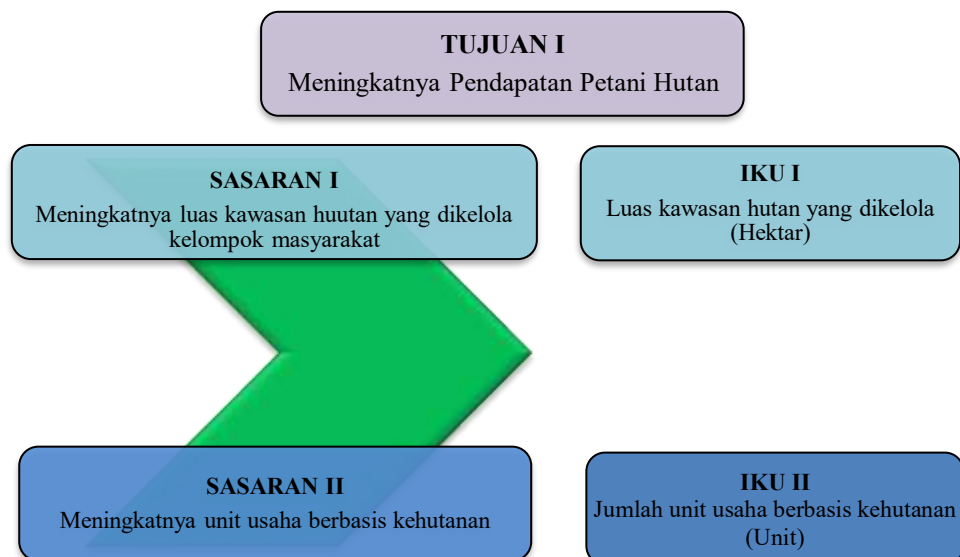 TUJUAN I
Meningkatnya Pendapatan Petani Hutan
SASARAN I
Meningkatnya luas kawasan huutan yang dikelola
kelompok masyarakat
IKU I
Luas kawasan hutan yang dikelola
(Hektar)
SASARAN II
Meningkatnya unit usaha berbasis kehutanan
IKU II
Jumlah unit usaha berbasis kehutanan
(Unit)